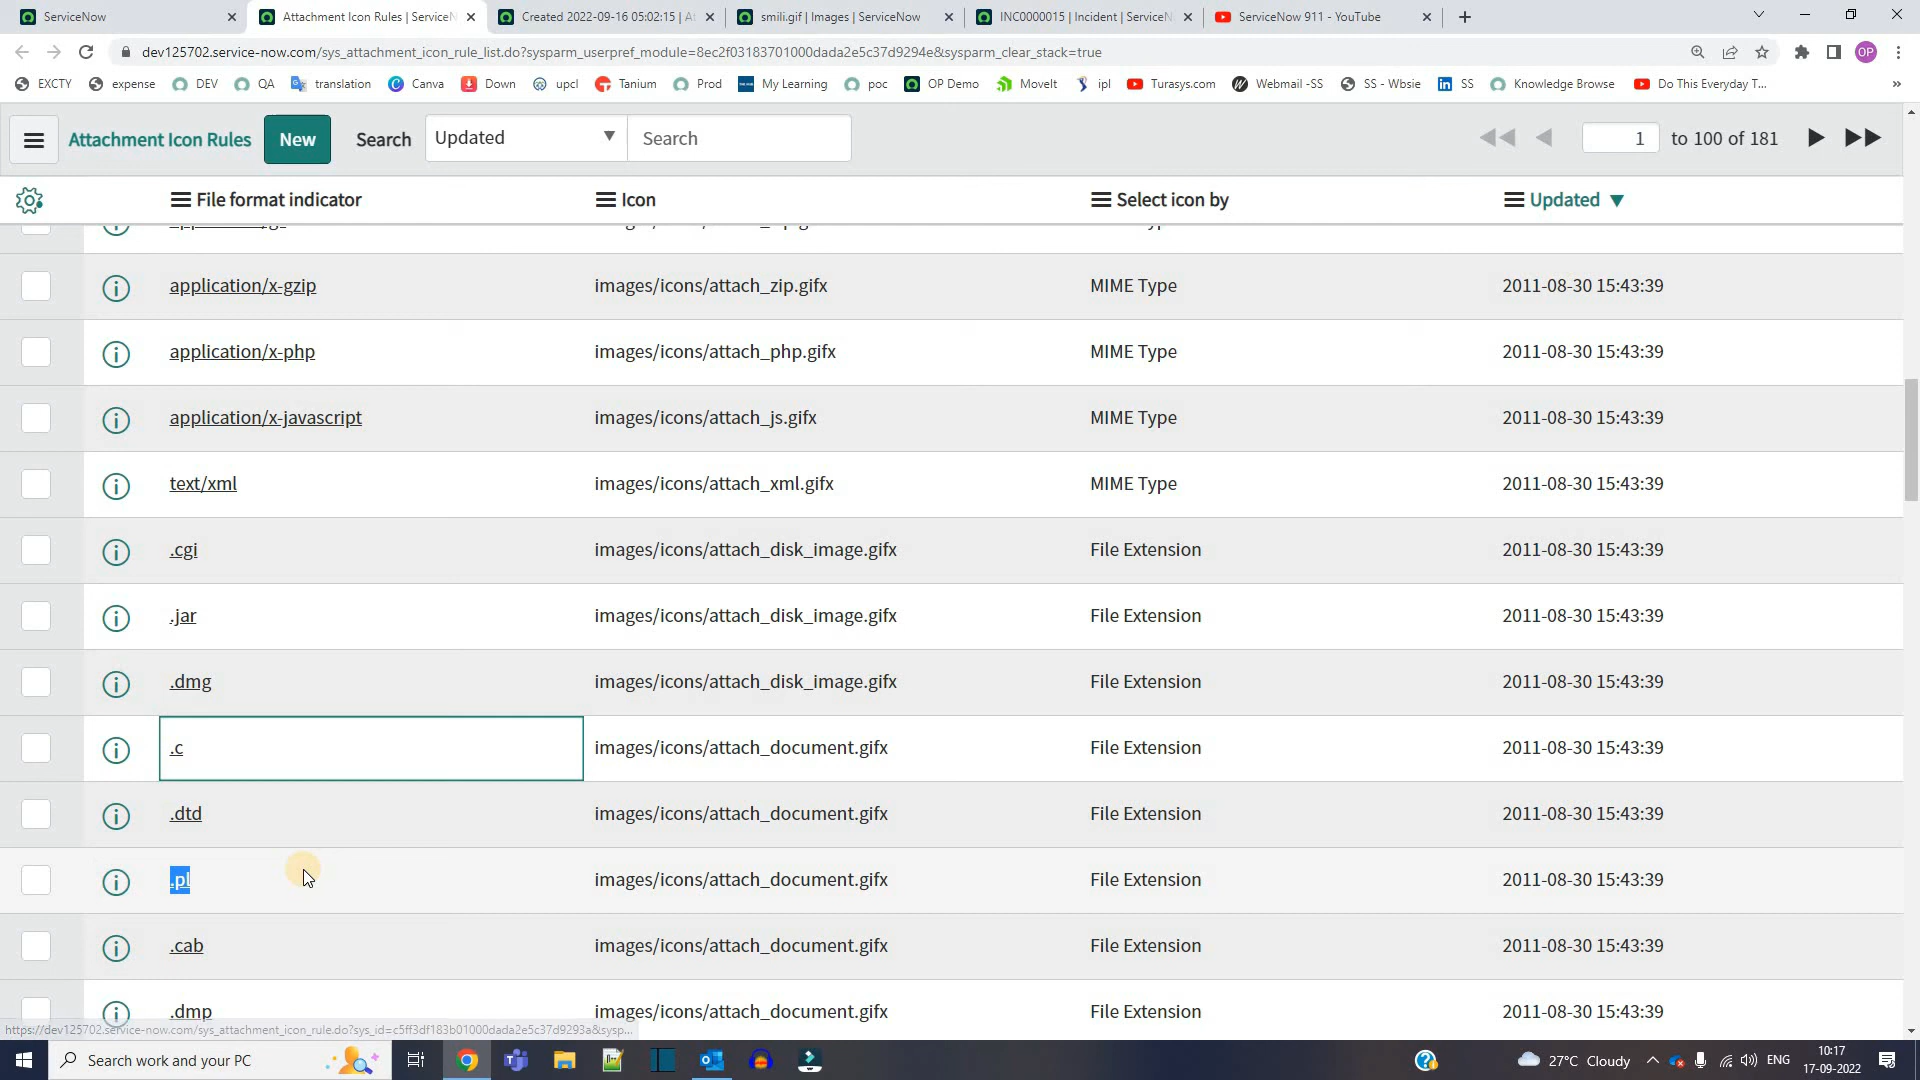 ServiceNow
Attachment Icon Rules | ServiceN
Created 2022-09-16 05:02:15 | At
smili.gif | Images | ServiceNow
INC0000015 | Incident | ServiceN
ServiceNow 911 - YouTube
dev125702.service-now.com/sys_attachment_icon_rule_list.do?sysparm_userpref_module=8ec2f03183701000dada2e5c37d9294e&sysparm_clear_stack=true
OP
EXCTY expense DEV QA translation Canva Down upcl Tanium Prod My Learning poc OP Demo MoveIt ipl Turasys.com Webmail -SS SS - Wbsie SS Knowledge Browse Do This Everyday T...
Attachment Icon Rules New Search Updated Search 1 to 100 of 181
File format indicator Icon Select icon by Updated
application/x-gzip images/icons/attach_zip.gifx MIME Type 2011-08-30 15:43:39
application/x-php images/icons/attach_php.gifx MIME Type 2011-08-30 15:43:39
application/x-javascript images/icons/attach_js.gifx MIME Type 2011-08-30 15:43:39
text/xml images/icons/attach_xml.gifx MIME Type 2011-08-30 15:43:39
.cgi images/icons/attach_disk_image.gifx File Extension 2011-08-30 15:43:39
.jar images/icons/attach_disk_image.gifx File Extension 2011-08-30 15:43:39
.dmg images/icons/attach_disk_image.gifx File Extension 2011-08-30 15:43:39
.c images/icons/attach_document.gifx File Extension 2011-08-30 15:43:39
.dtd images/icons/attach_document.gifx File Extension 2011-08-30 15:43:39
.pl images/icons/attach_document.gifx File Extension 2011-08-30 15:43:39
.cab images/icons/attach_document.gifx File Extension 2011-08-30 15:43:39
.dmp images/icons/attach_document.gifx File Extension 2011-08-30 15:43:39
https://dev125702.service-now.com/sys_attachment_icon_rule.do?sys_id=c5ff3df183b01000dada2e5c37d9293a&sysp...
Search work and your PC
27°C Cloudy
ENG
10:17
17-09-2022